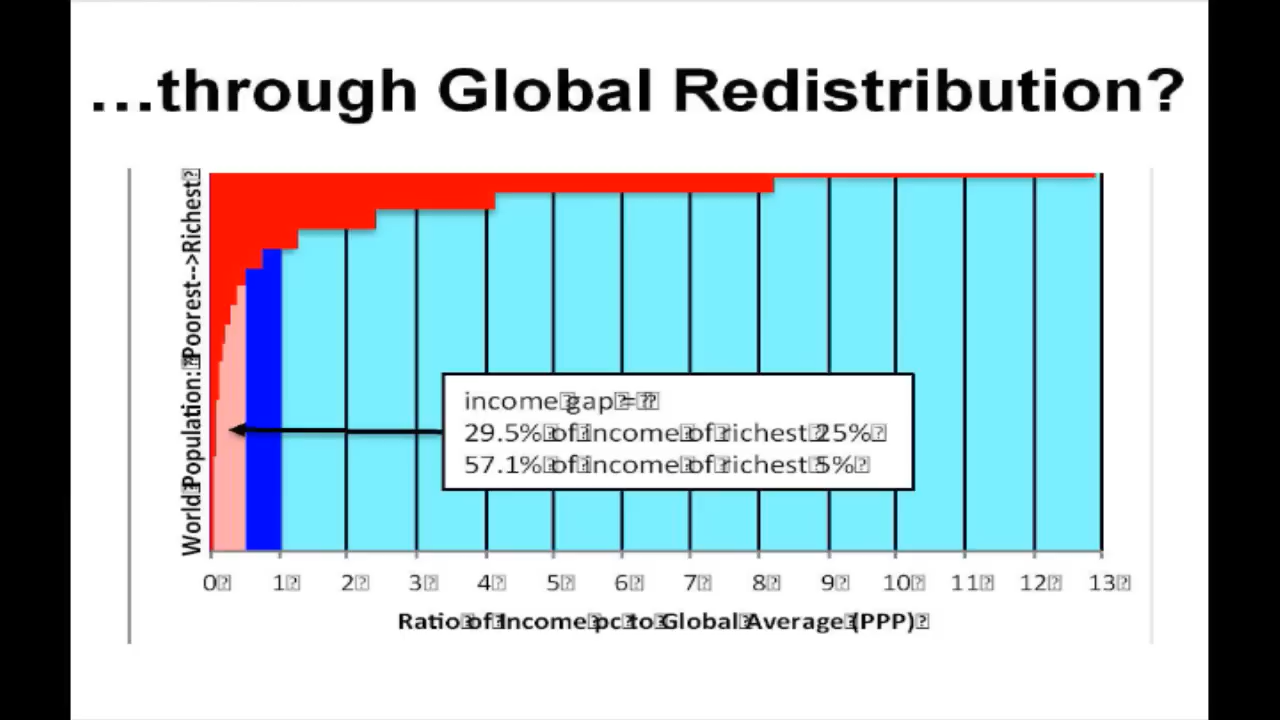 ...through Global Redistribution?
World Population: Poorest-->Richest
income gap =
29.5% of income of richest 25%
57.1% of income of richest 5%
0 1 2 3 4 5 6 7 8 9 10 11 12 13
Ratio of Income pc to Global Average (PPP)